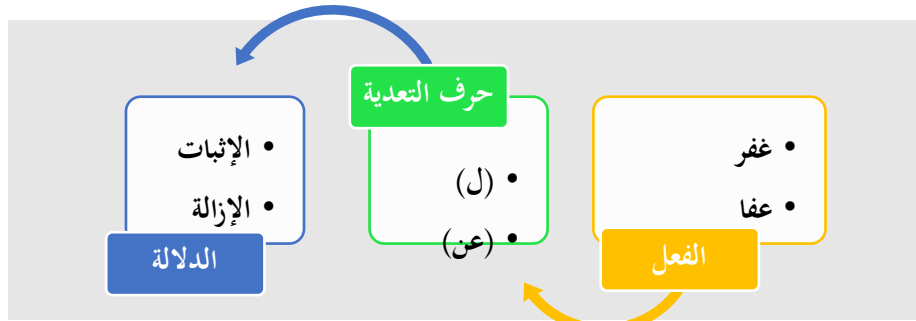 حرف التعدية
• غفر
• عفا
الفعل
• (ل)
• (عن)
• الإثبات
• الإزالة
الدلالة